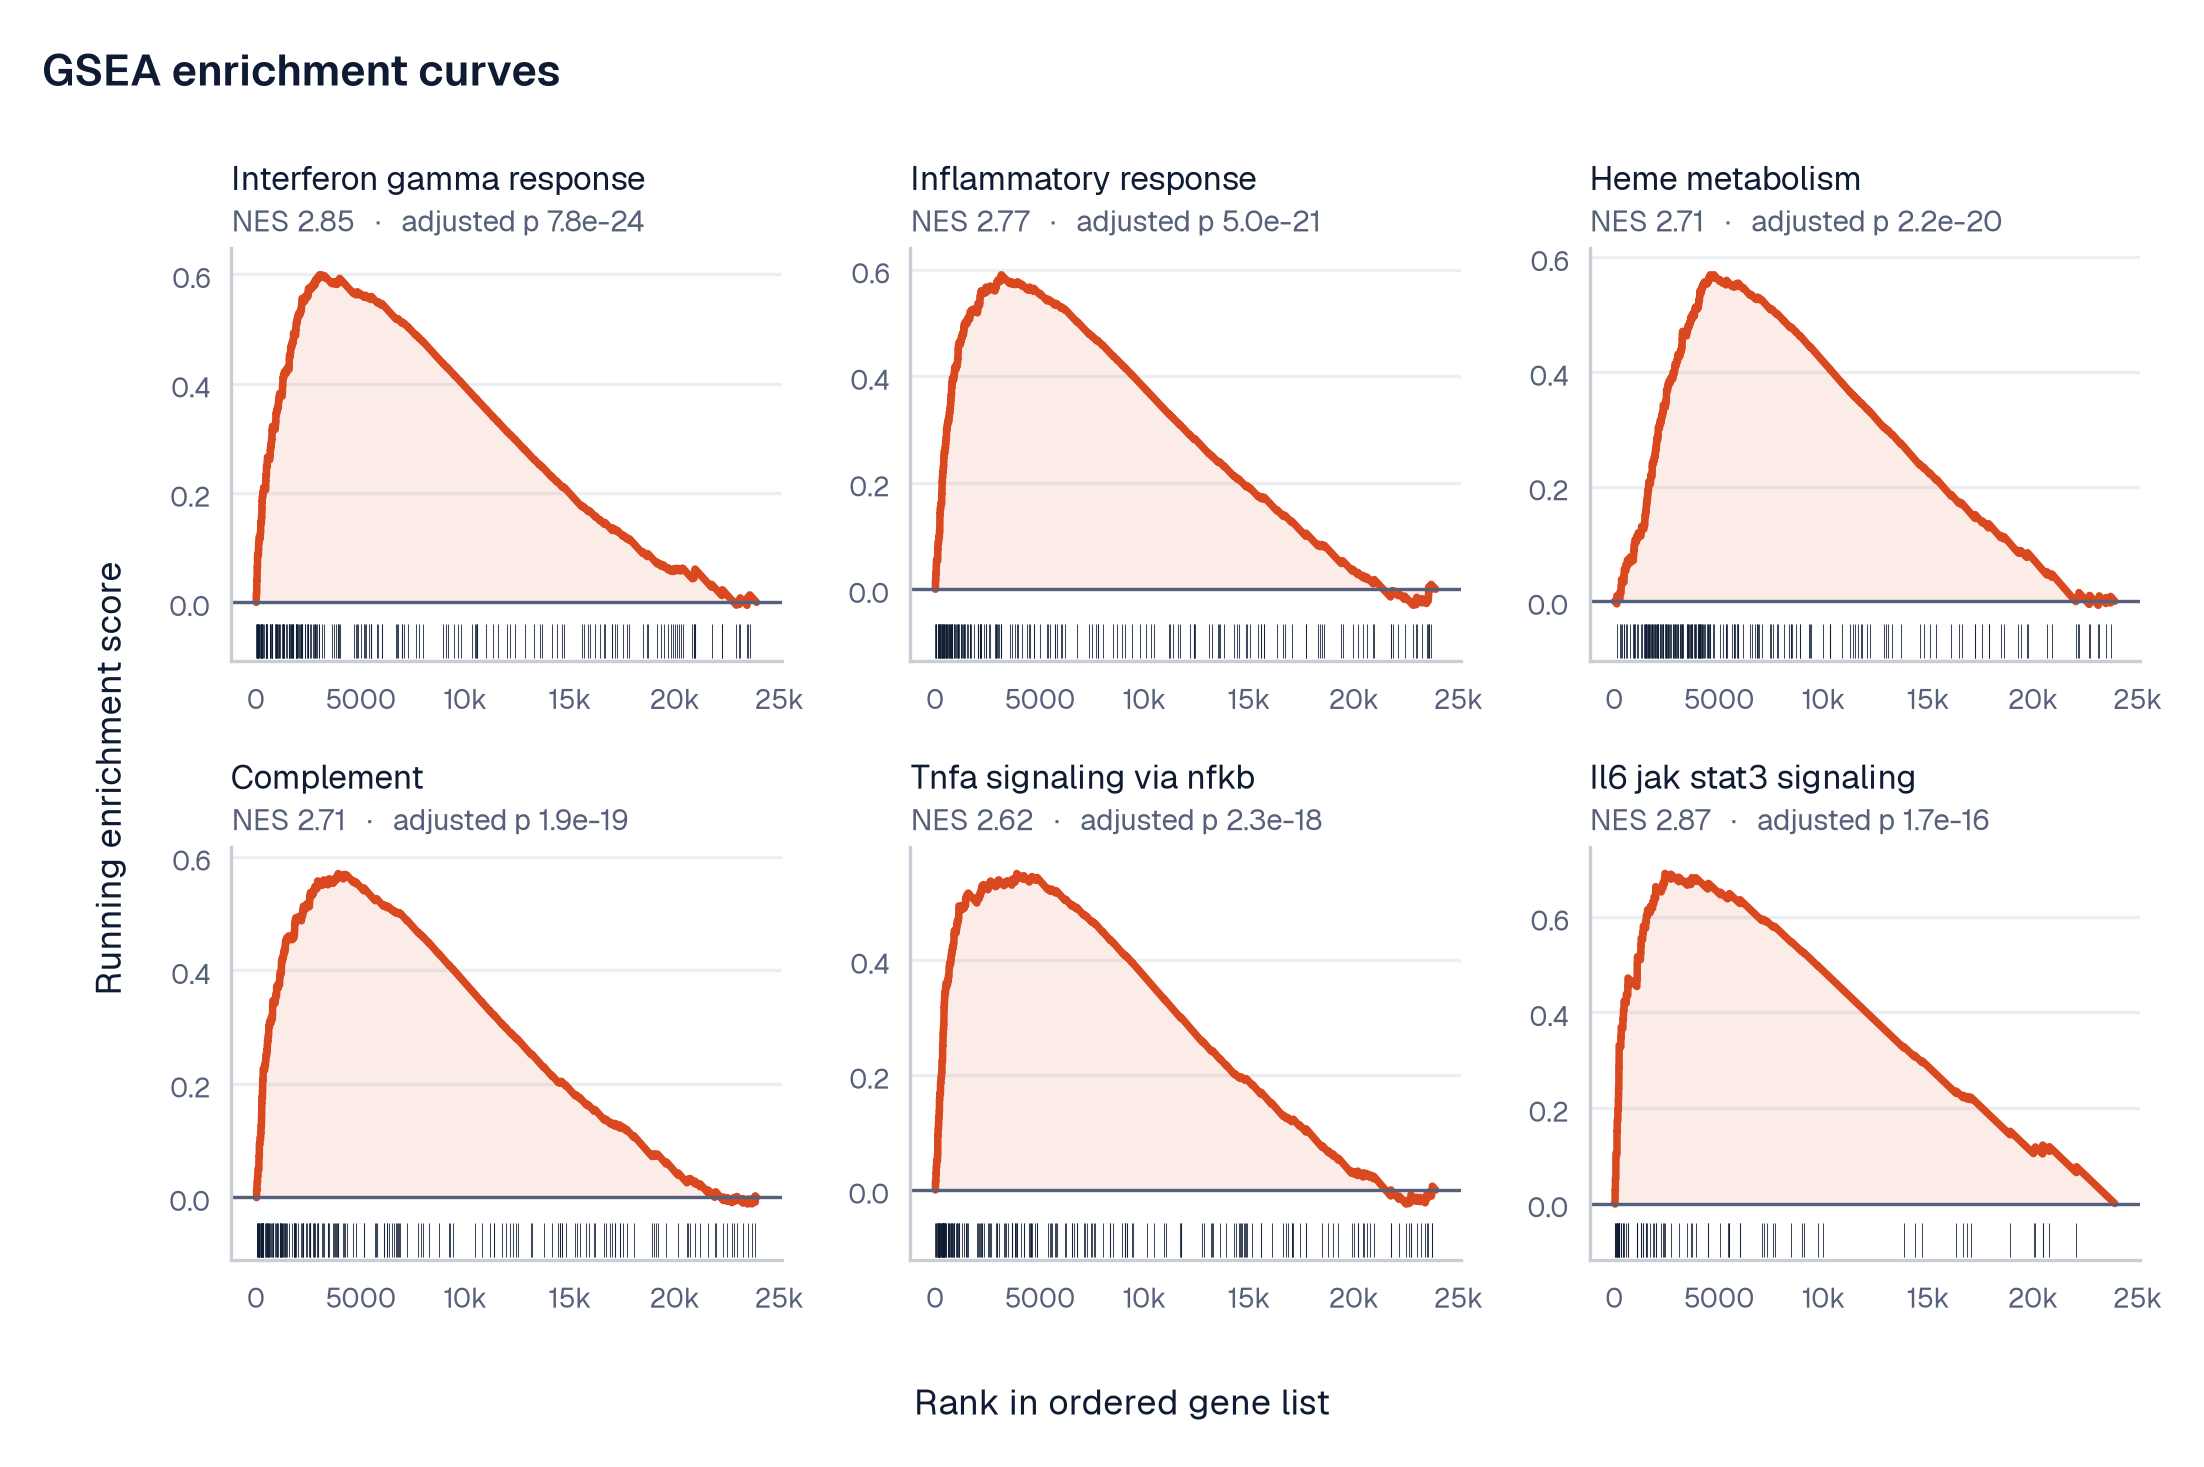 GSEA enrichment curves
Interferon gamma response
NES 2.85 · adjusted p 7.8e-24
0.6
0.4
0.2
0.0
0 5000 10k 15k 20k 25k
Inflammatory response
NES 2.77 · adjusted p 5.0e-21
0.6
0.4
0.2
0.0
0 5000 10k 15k 20k 25k
Heme metabolism
NES 2.71 · adjusted p 2.2e-20
0.6
0.4
0.2
0.0
0 5000 10k 15k 20k 25k
Running enrichment score
Complement
NES 2.71 · adjusted p 1.9e-19
0.6
0.4
0.2
0.0
0 5000 10k 15k 20k 25k
Tnfa signaling via nfkb
NES 2.62 · adjusted p 2.3e-18
0.4
0.2
0.0
0 5000 10k 15k 20k 25k
Il6 jak stat3 signaling
NES 2.87 · adjusted p 1.7e-16
0.6
0.4
0.2
0.0
0 5000 10k 15k 20k 25k
Rank in ordered gene list